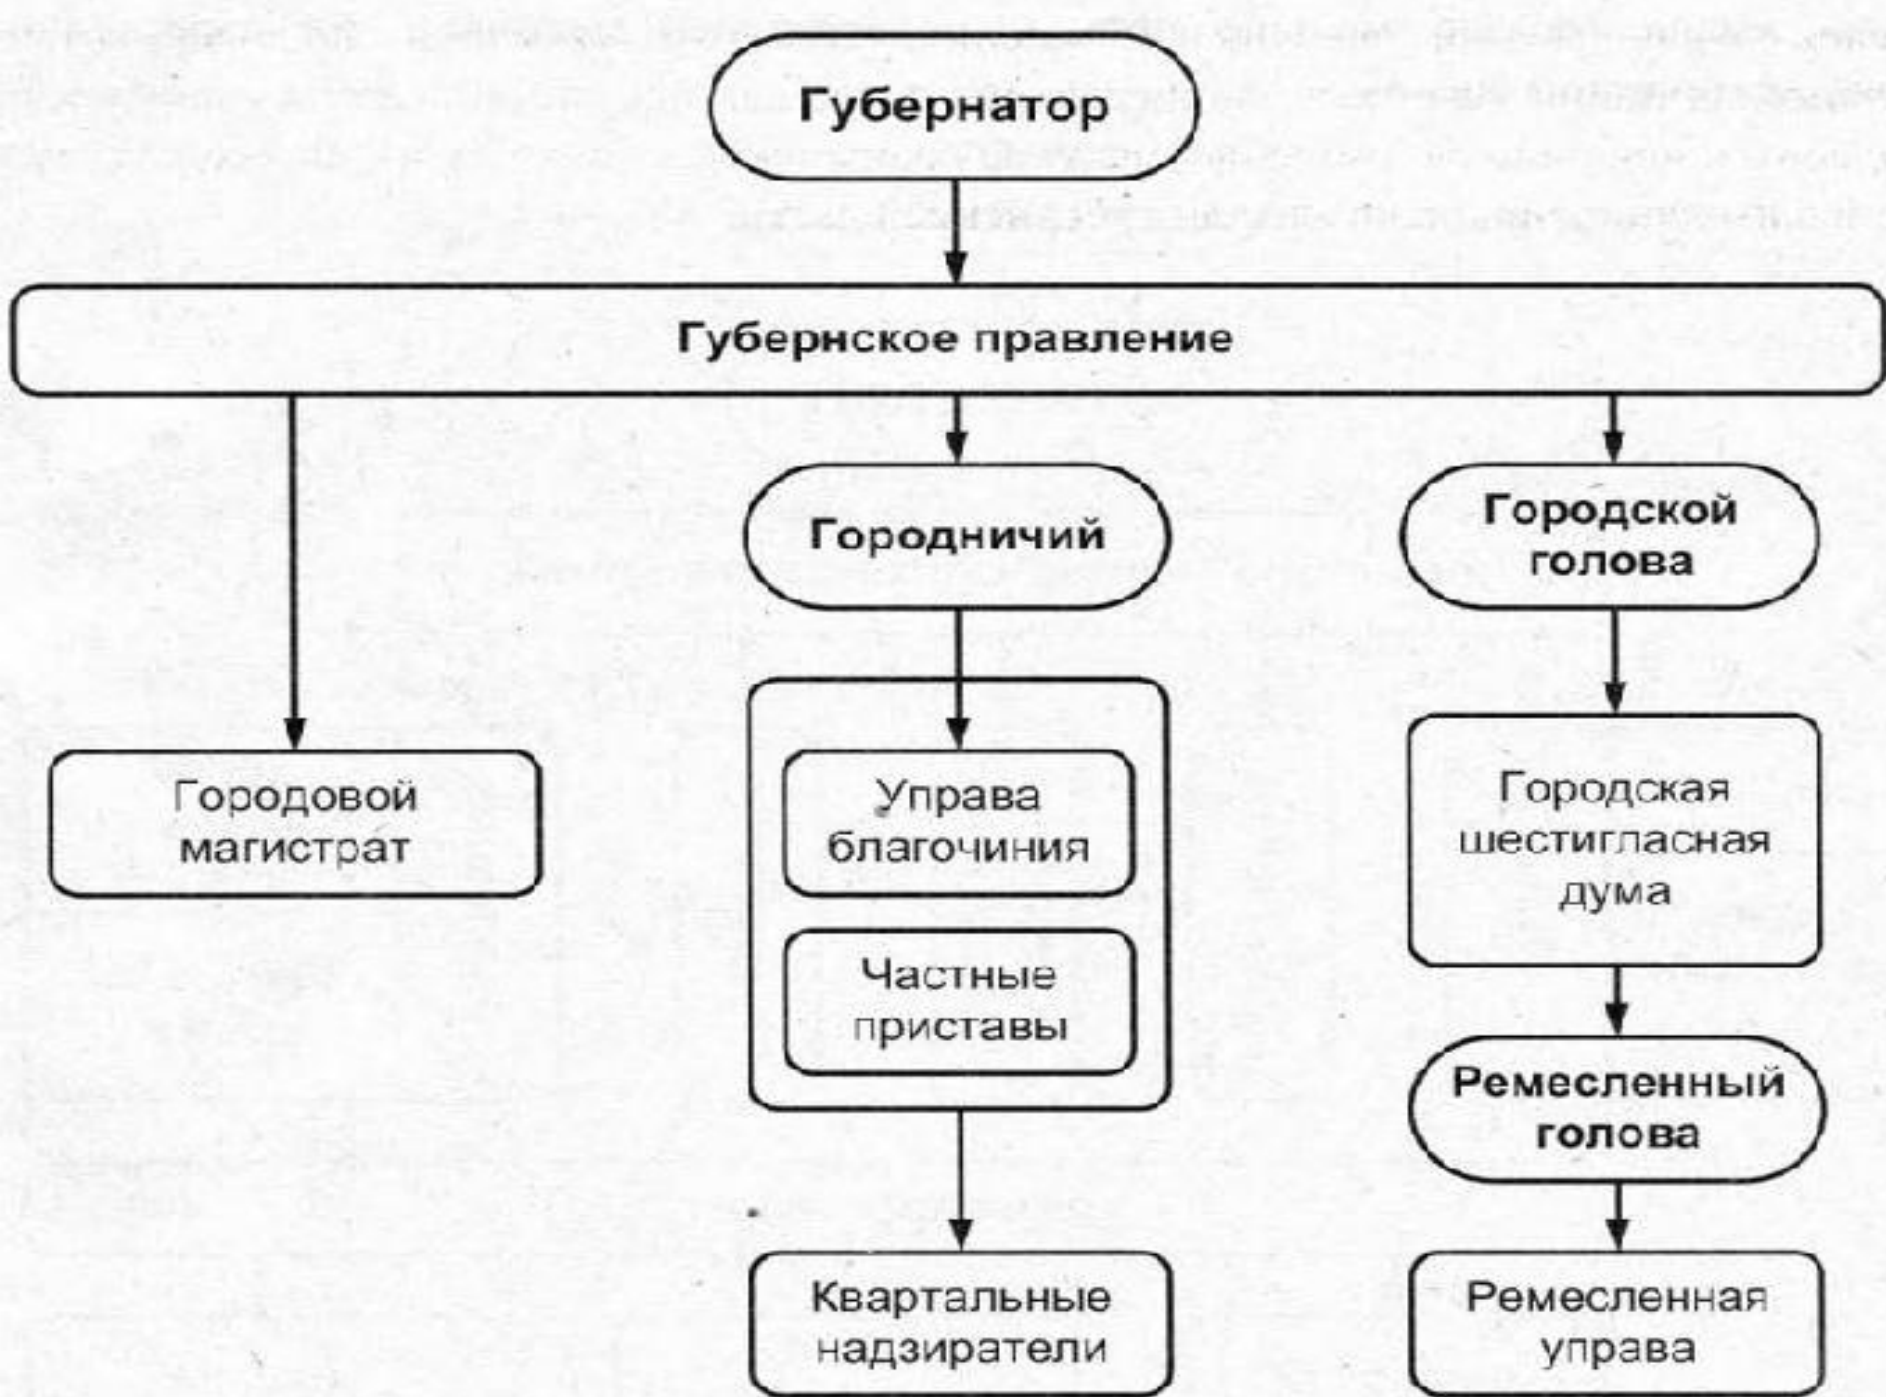 Губернатор
Губернское правление
Городничий
Городской
голова
Городовой
магистрат
Управа
благочиния
Частные
приставы
Городская
шестигласная
дума
Ремесленный
голова
Квартальные
надзиратели
Ремесленная
управа